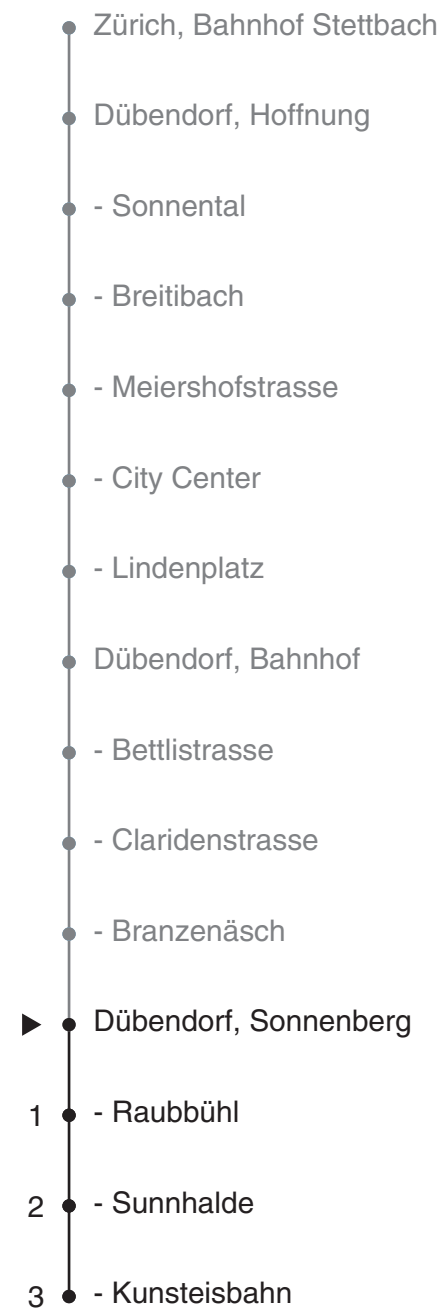 Zürich, Bahnhof Stettbach
Dübendorf, Hoffnung
- Sonnental
- Breitibach
- Meiershofstrasse
- City Center
- Lindenplatz
Dübendorf, Bahnhof
- Bettlistrasse
- Claridenstrasse
- Branzenäsch
Dübendorf, Sonnenberg
1 - Raubbühl
2 - Sunnhalde
3 - Kunsteisbahn